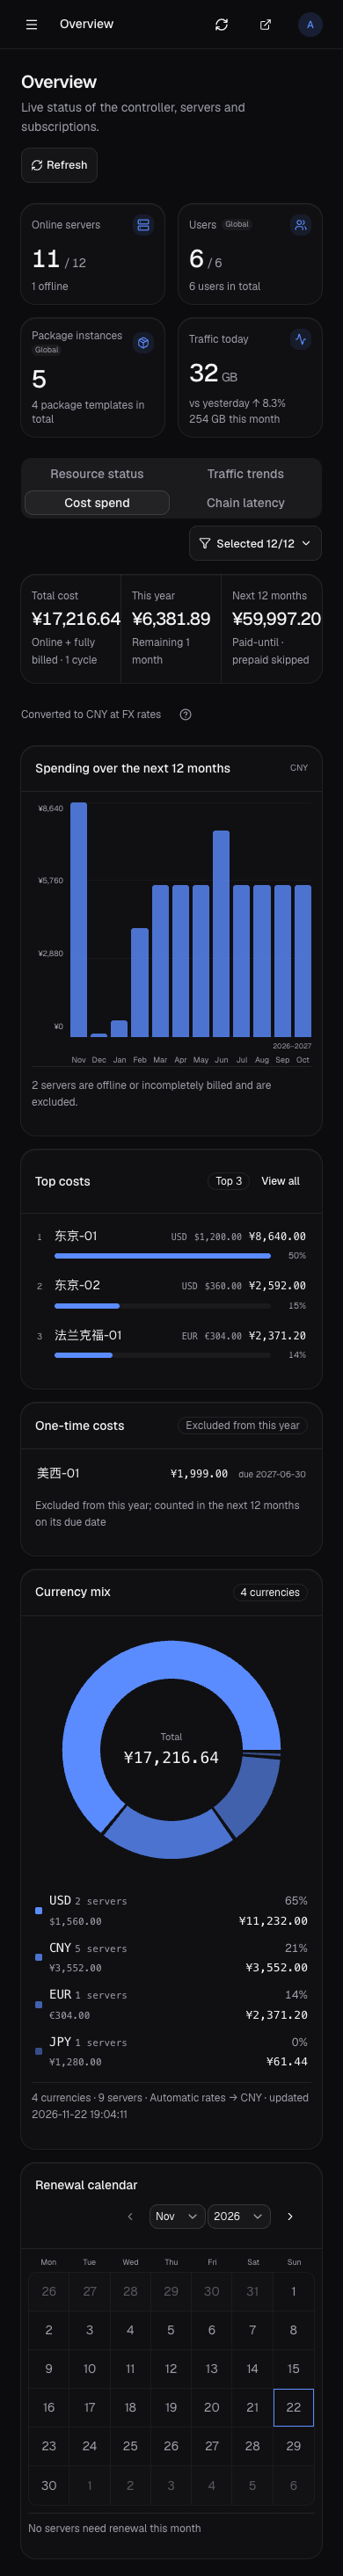 Overview
A
Overview
Live status of the controller, servers and
subscriptions.
Refresh
Online servers
11 / 12
1 offline
Users Global
6 / 6
6 users in total
Package instances
Global
5
4 package templates in
total
Traffic today
32 GB
vs yesterday ↑ 8.3%
254 GB this month
Resource status
Traffic trends
Cost spend
Chain latency
Selected 12/12
Total cost
¥17,216.64
Online + fully
billed · 1 cycle
This year
¥6,381.89
Remaining 1
month
Next 12 months
¥59,997.20
Paid-until ·
prepaid skipped
Converted to CNY at FX rates
Spending over the next 12 months
CNY
¥8,640
¥5,760
¥2,880
¥0
2026–2027
Nov Dec Jan Feb Mar Apr May Jun Jul Aug Sep Oct
2 servers are offline or incompletely billed and are
excluded.
Top costs
Top 3
View all
1 东京-01 USD $1,200.00 ¥8,640.00
50%
2 东京-02 USD $360.00 ¥2,592.00
15%
3 法兰克福-01 EUR €304.00 ¥2,371.20
14%
One-time costs
Excluded from this year
美西-01 ¥1,999.00 due 2027-06-30
Excluded from this year; counted in the next 12 months
on its due date
Currency mix
4 currencies
Total
¥17,216.64
USD 2 servers 65%
$1,560.00 ¥11,232.00
CNY 5 servers 21%
¥3,552.00 ¥3,552.00
EUR 1 servers 14%
€304.00 ¥2,371.20
JPY 1 servers 0%
¥1,280.00 ¥61.44
4 currencies · 9 servers · Automatic rates → CNY · updated
2026-11-22 19:04:11
Renewal calendar
Nov 2026
Mon Tue Wed Thu Fri Sat Sun
26 27 28 29 30 31 1
2 3 4 5 6 7 8
9 10 11 12 13 14 15
16 17 18 19 20 21 22
23 24 25 26 27 28 29
30 1 2 3 4 5 6
No servers need renewal this month